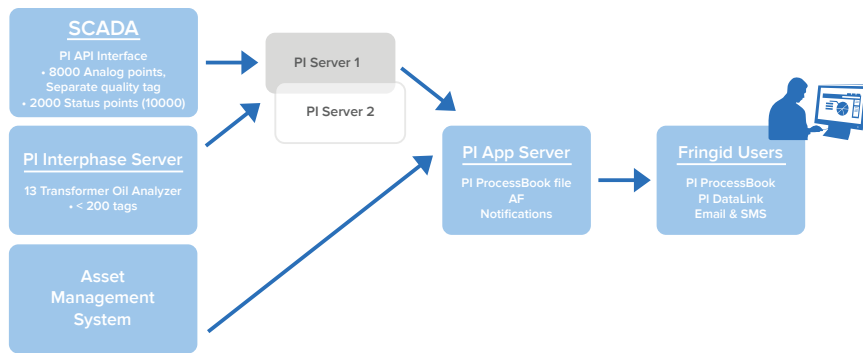 SCADA
PI API Interface
• 8000 Analog points,
Separate quality tag
• 2000 Status points (10000)
PI Interphase Server
13 Transformer Oil Analyzer
• < 200 tags
Asset
Management
System
PI Server 1
PI Server 2
PI App Server
PI ProcessBook file
AF
Notifications
Fringid Users
PI ProcessBook
PI DataLink
Email & SMS